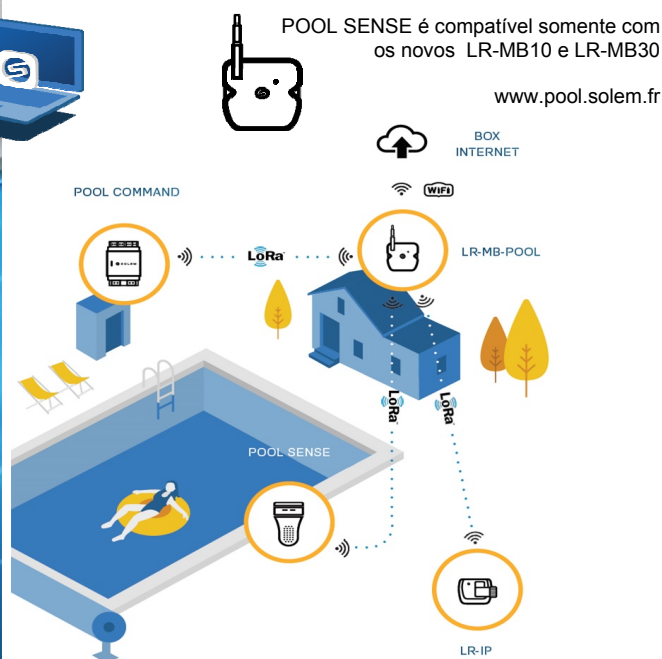 POOL SENSE é compatível somente com
os novos LR-MB10 e LR-MB30
www.pool.solem.fr
BOX
INTERNET
WiFi
POOL COMMAND
SOLEM
LoRa
LR-MB-POOL
LoRa
LoRa
POOL SENSE
LR-IP